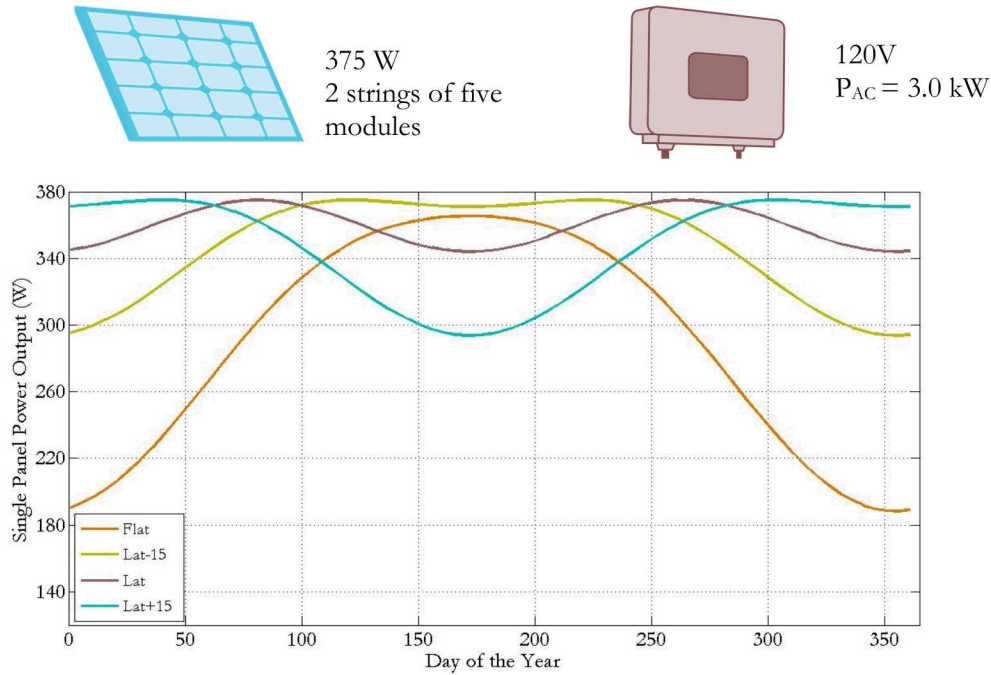 375 W
2 strings of five
modules
120V
PAC = 3.0 kW
Single Panel Power Output (W)
380
340
300
260
220
180
140
Flat
Lat-15
Lat
Lat+15
0 50 100 150 200 250 300 350
Day of the Year